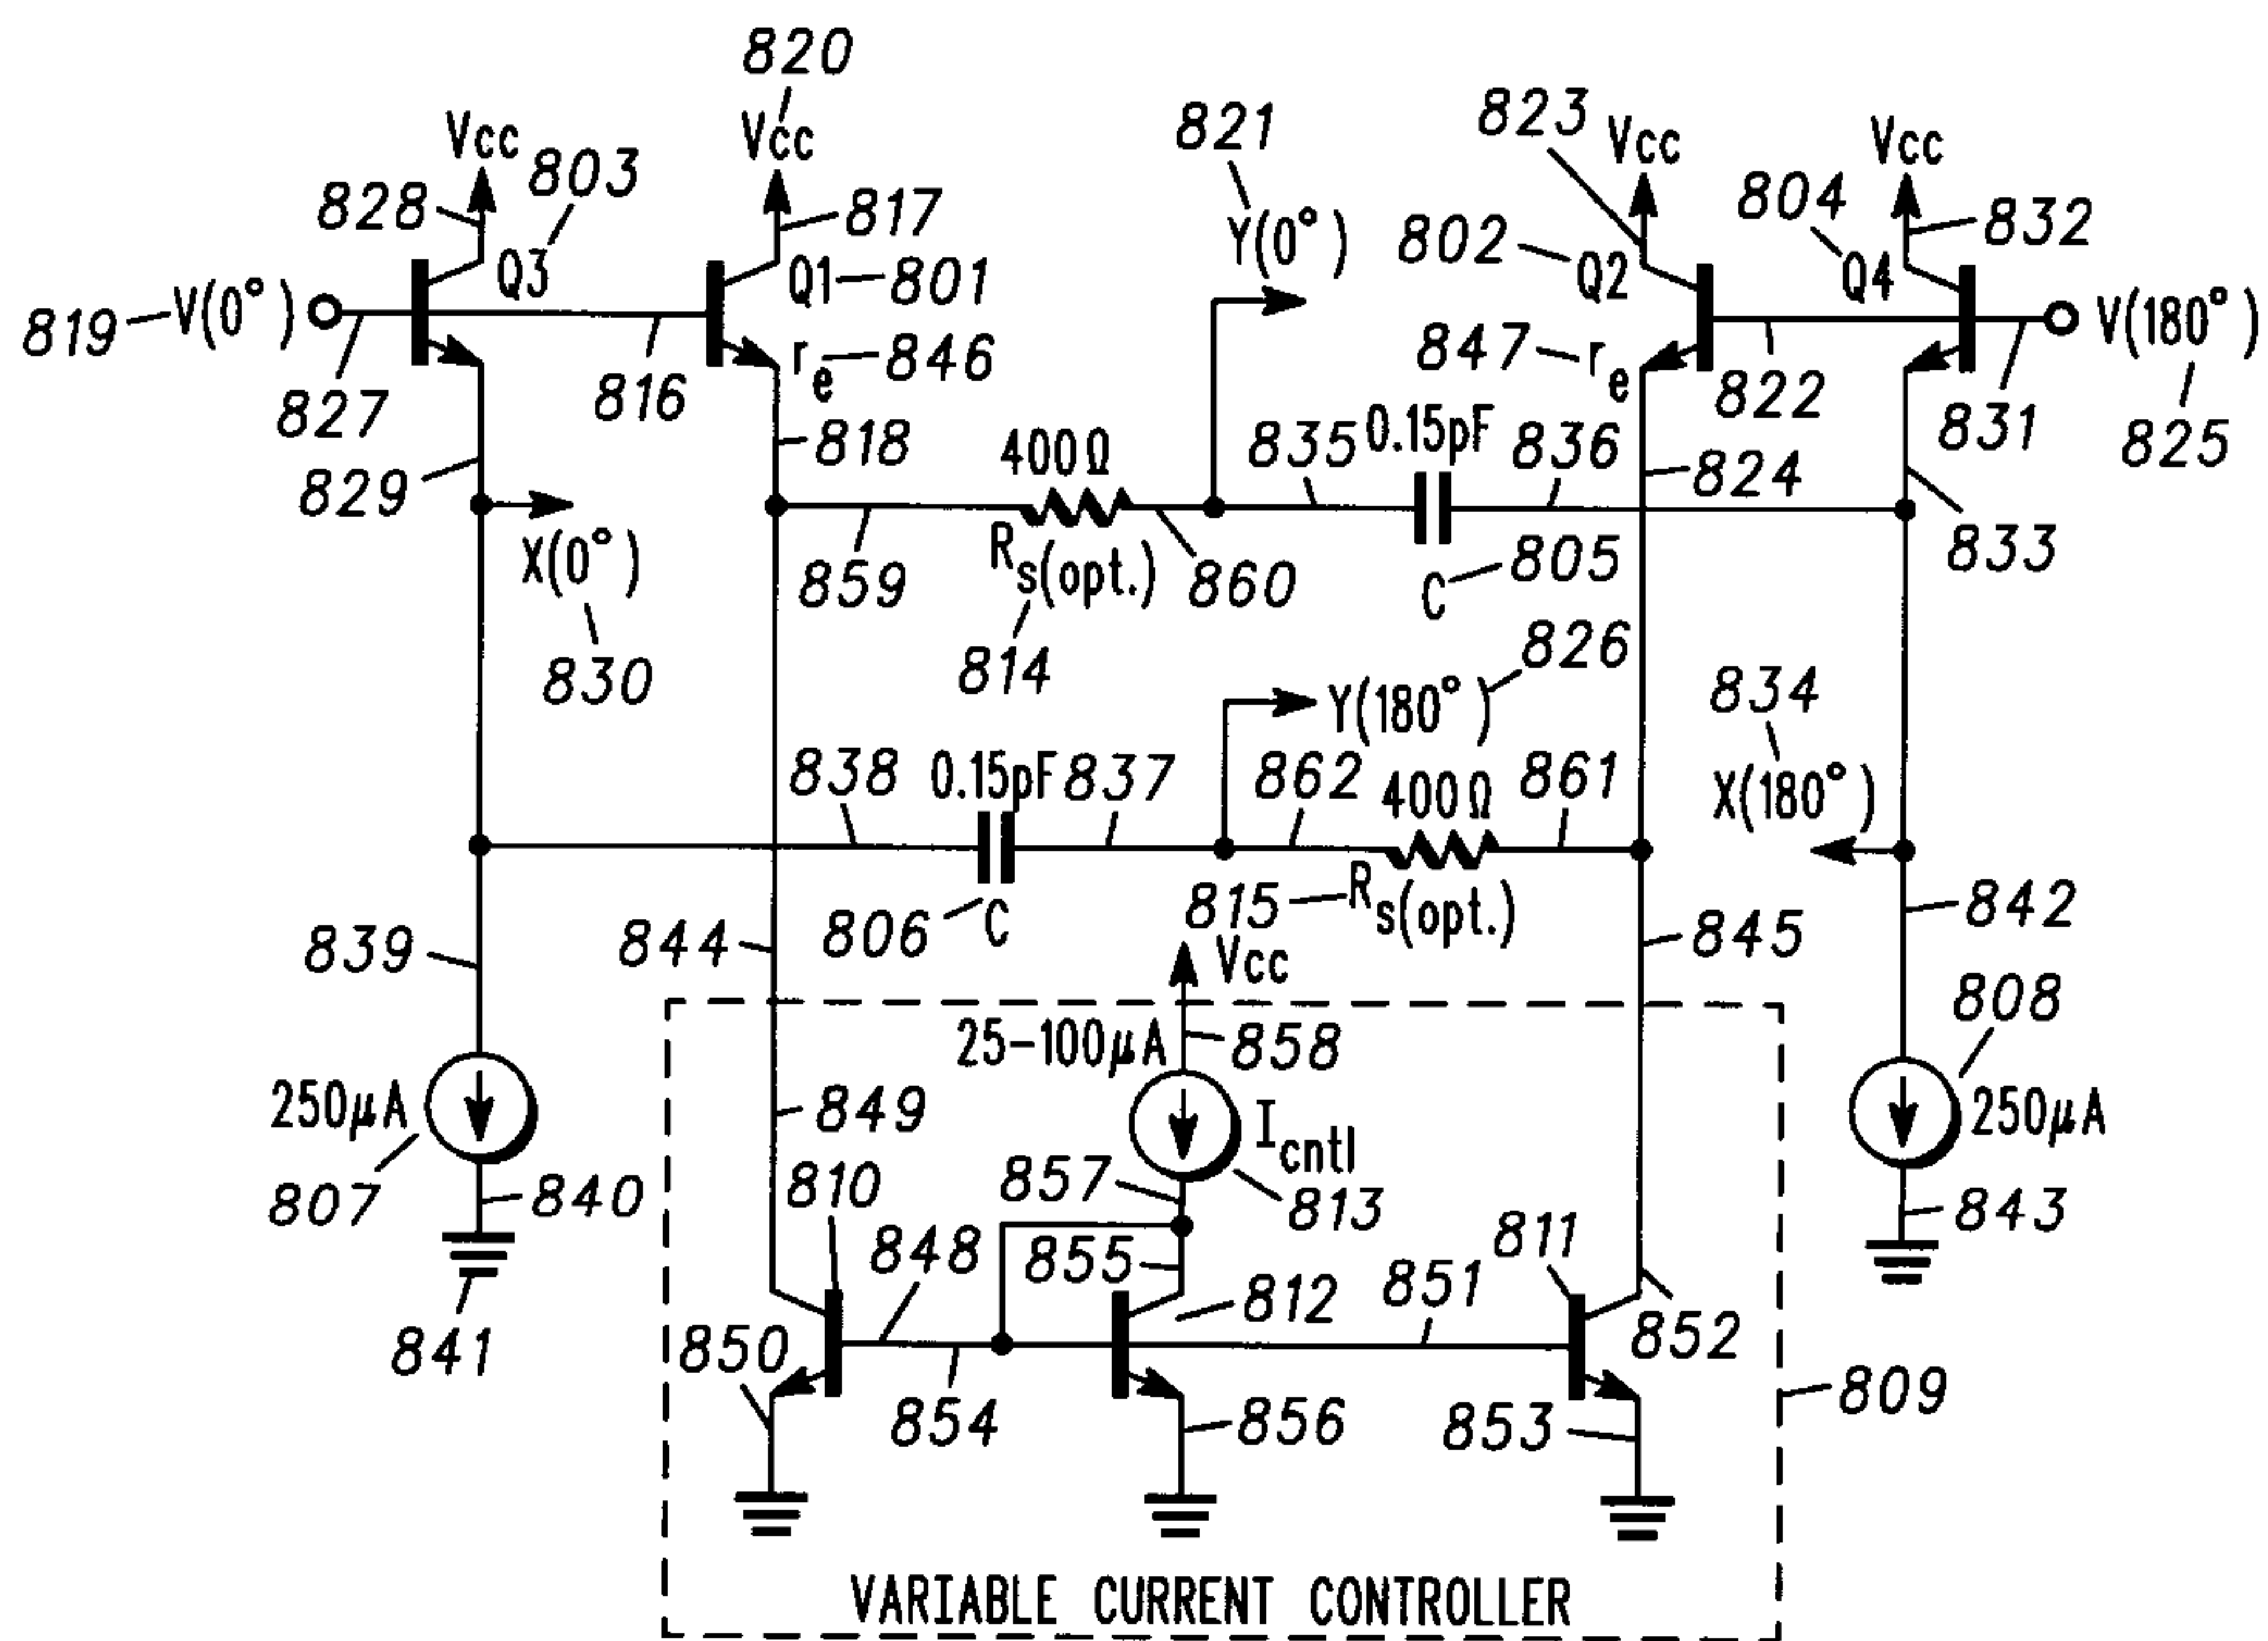 820
Vcc
Vcc
828
803
817
Q3
Q1
801
819
V(0°)
827
816
re
846
818
829
821
Y(0°)
823
Vcc
Vcc
802
Q2
804
Q4
832
847
re
822
831
V(180°)
825
400Ω
835
0.15pF
836
824
833
X(0°)
830
859
Rs(opt.)
814
860
C
805
826
Y(180°)
834
X(180°)
838
0.15pF
837
862
400Ω
861
806
C
815
Rs(opt.)
839
844
845
842
Vcc
25-100μA
858
808
250μA
807
840
841
849
810
857
Icntl
813
811
250μA
843
848
855
812
851
852
850
854
856
853
809
VARIABLE CURRENT CONTROLLER